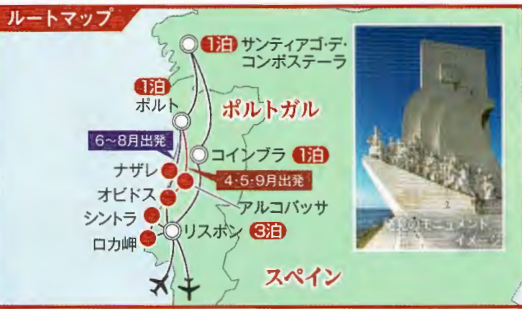 ルートマップ
1泊 サンティアゴ・デ・
コンポステーラ
1泊
ポルト
ポルトガル
6〜8月出発
コインブラ 1泊
ナザレ
4・5・9月出発
オビドス
アルコバッサ
シントラ
リスボン 3泊
ロカ岬
スペイン
発見のモニュメント
イメージ